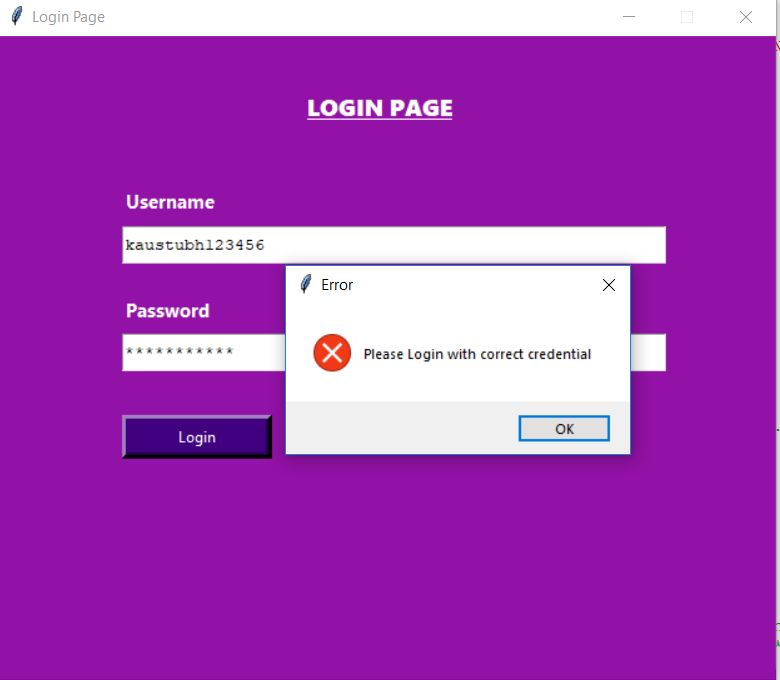 Login Page
LOGIN PAGE
Username
kaustubh123456
Error
Password
Please Login with correct credential
***********
Login
OK